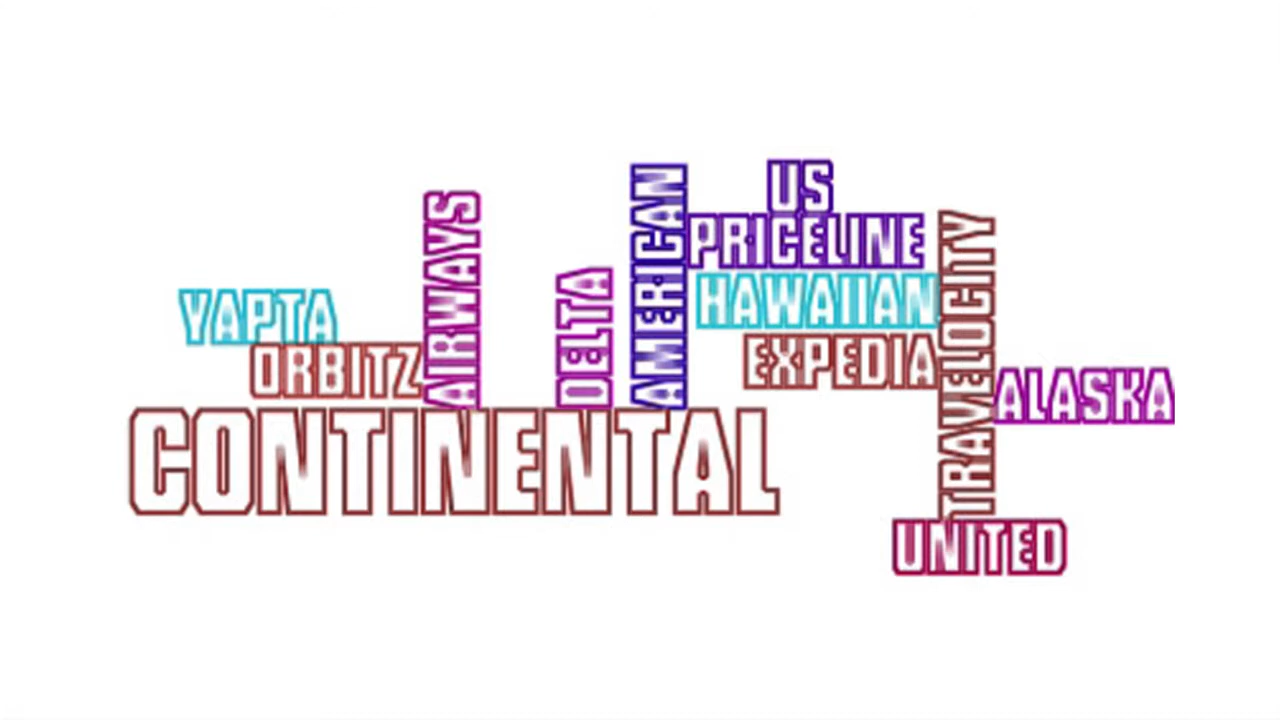 US
AIRWAYS
AMERICAN
PRICELINE
TRAVELOCITY
DELTA
HAWAIIAN
YAPTA
EXPEDIA
ORBITZ
ALASKA
CONTINENTAL
UNITED